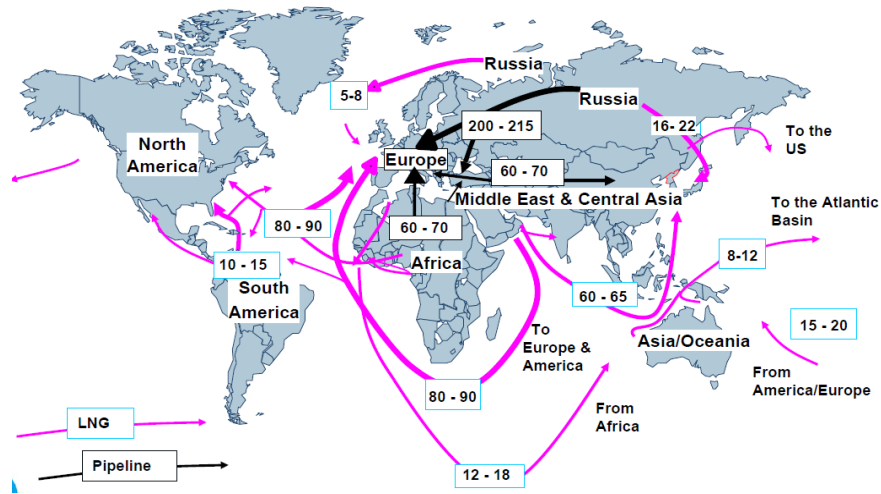 Russia
5-8
Russia
16- 22
200 - 215
To the
US
North
America
Europe
60 - 70
Middle East & Central Asia
To the Atlantic
Basin
80 - 90
60 - 70
10 - 15
Africa
8-12
South
America
60 - 65
To
Europe &
America
Asia/Oceania
15 - 20
From
America/Europe
80 - 90
From
Africa
LNG
Pipeline
12 - 18